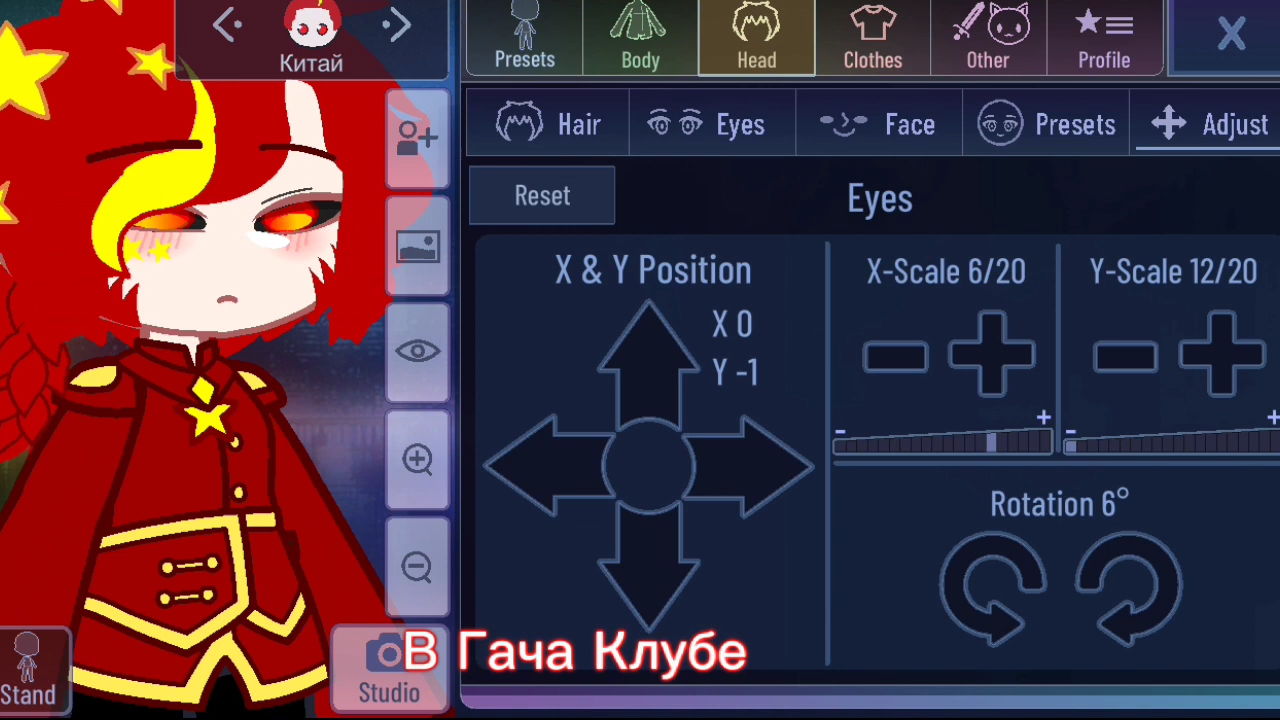 Китай
Presets
Body
Head
Clothes
Other
Profile
X
Hair
Eyes
Face
Presets
Adjust
Reset
Eyes
X & Y Position
X 0
Y -1
X-Scale 6/20
Y-Scale 12/20
- +
- +
Rotation 6°
В Гача Клубе
Stand
Studio